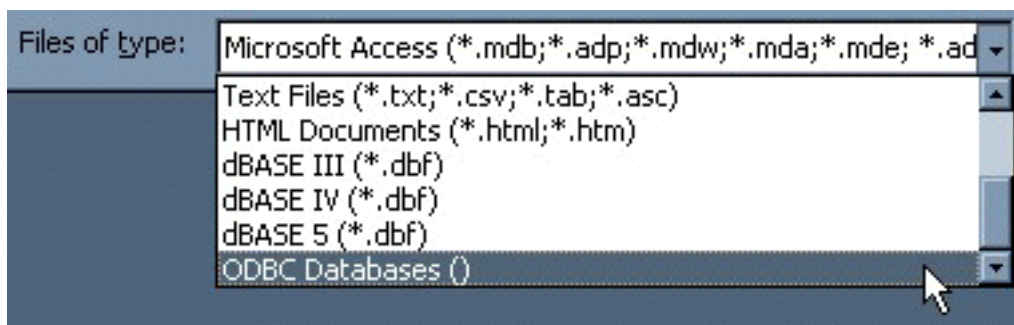 Files of type:
Microsoft Access (*.mdb;*.adp;*.mdw;*.mda;*.mde; *.ad
Text Files (*.txt;*.csv;*.tab;*.asc)
HTML Documents (*.html;*.htm)
dBASE III (*.dbf)
dBASE IV (*.dbf)
dBASE 5 (*.dbf)
ODBC Databases ()